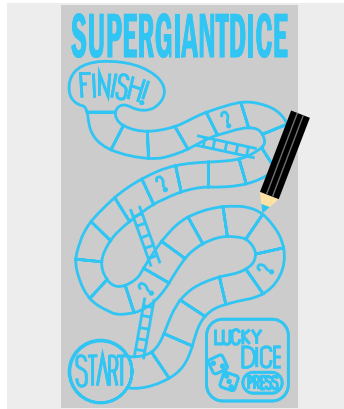 SUPERGIANTDICE
FINISH!
?
?
?
?
START
LUCKY
DICE
PRESS